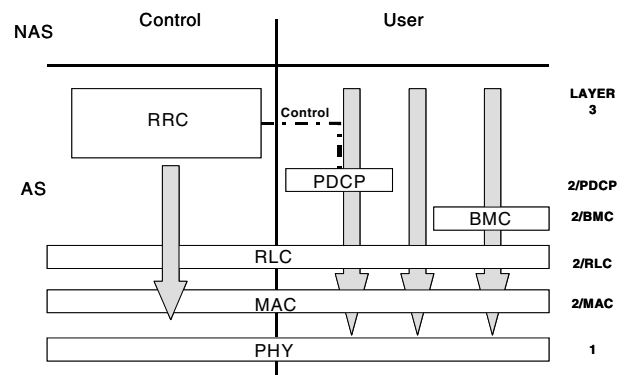 NAS
Control
User
LAYER
3
RRC
Control
AS
PDCP
2/PDCP
BMC
2/BMC
RLC
2/RLC
MAC
2/MAC
PHY
1